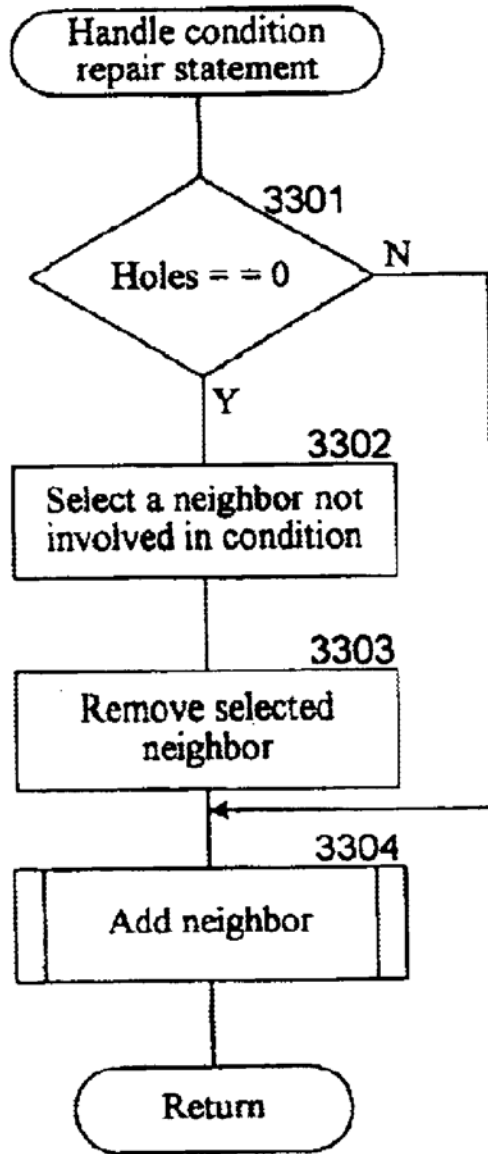 Handle condition
repair statement
3301
Holes = = 0
N
Y
3302
Select a neighbor not
involved in condition
3303
Remove selected
neighbor
3304
Add neighbor
Return